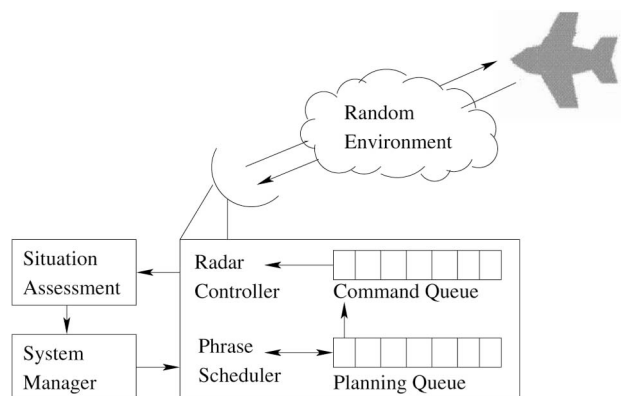 Random
Environment
Situation
Assessment
Radar
Controller
Command Queue
System
Manager
Phrase
Scheduler
Planning Queue